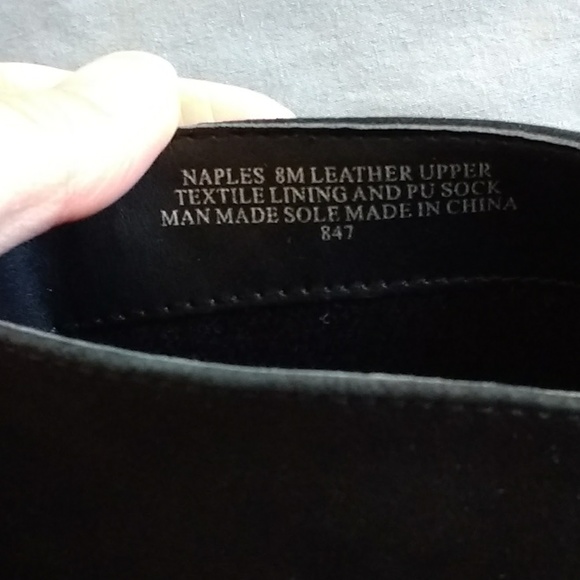 NAPLES 8M LEATHER UPPER
TEXTILE LINING AND PU SOCK
MAN MADE SOLE MADE IN CHINA
847